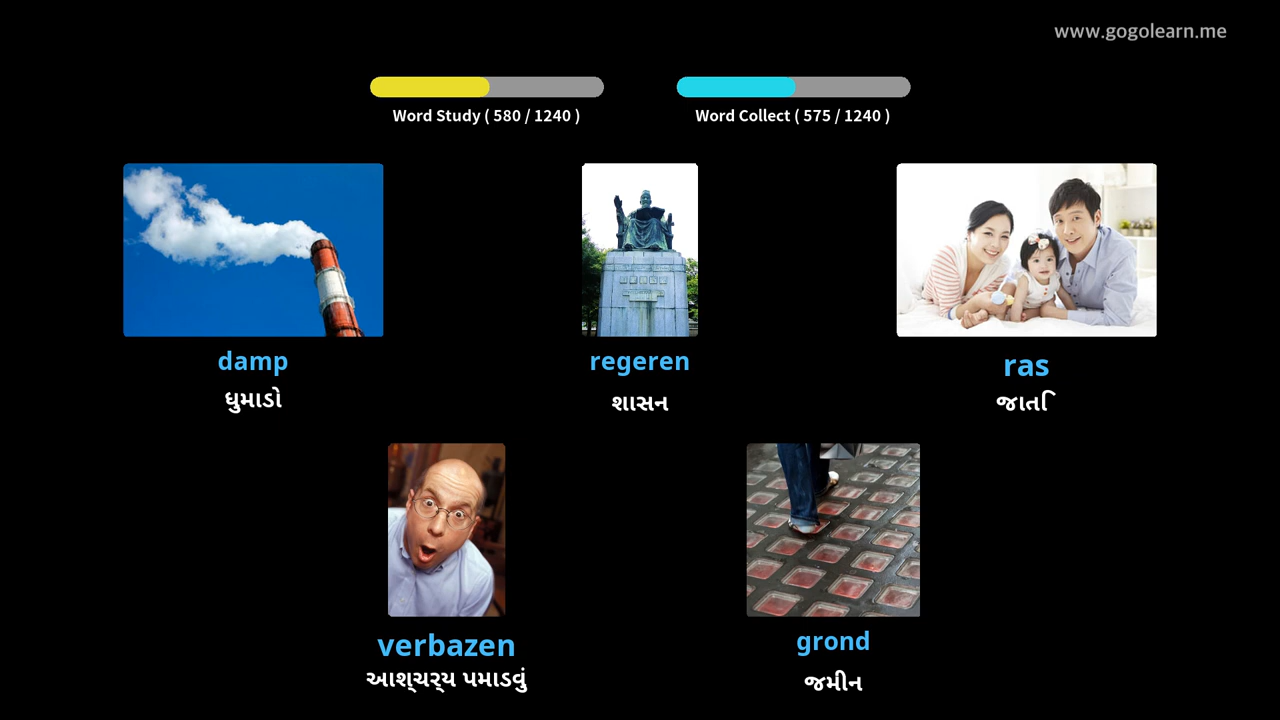 www.gogolearn.me
Word Study ( 580 / 1240 )
Word Collect ( 575 / 1240 )
damp
ધુમાડો
regeren
શાસન
ras
જાતિ
verbazen
આશ્ચર્ય પમાડવું
grond
જમીન